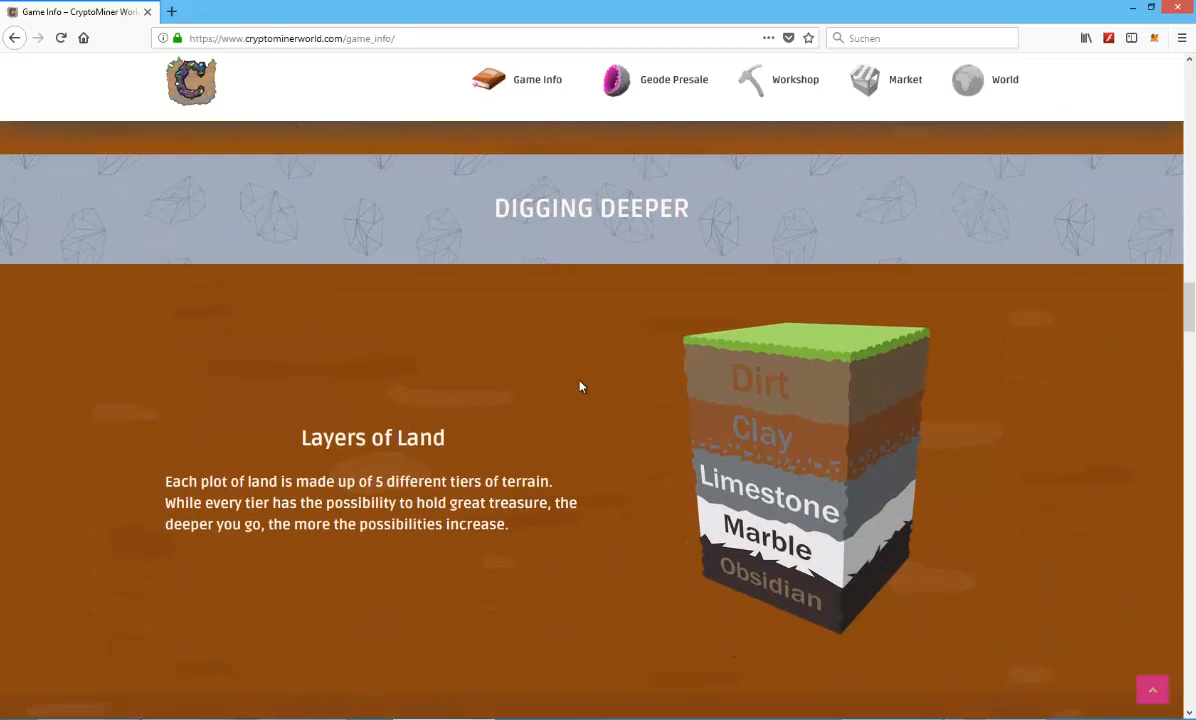 Game Info – CryptoMiner Worl
https://www.cryptominerworld.com/game_info/
Suchen
Game Info
Geode Presale
Workshop
Market
World
DIGGING DEEPER
Layers of Land
Each plot of land is made up of 5 different tiers of terrain.
While every tier has the possibility to hold great treasure, the
deeper you go, the more the possibilities increase.
Dirt
Clay
Limestone
Marble
Obsidian